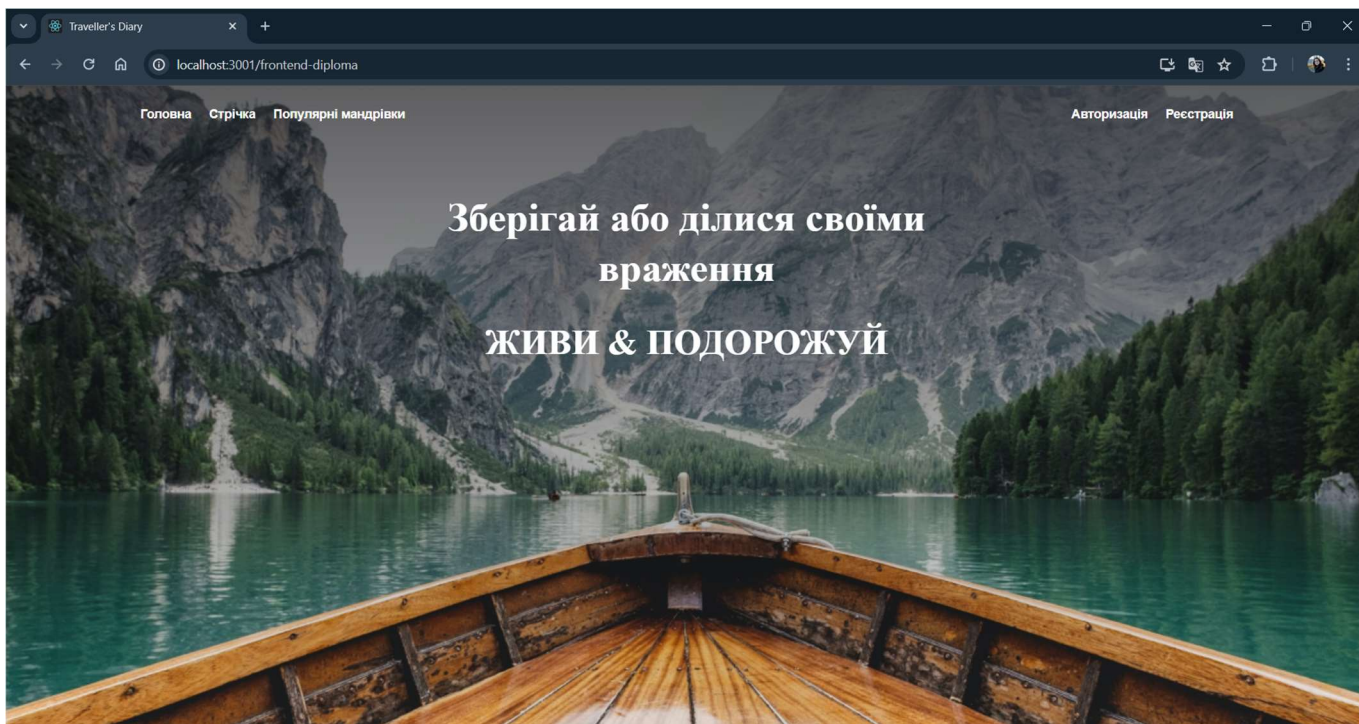 Traveller's Diary
localhost:3001/frontend-diploma
Головна Стрічка Популярні мандрівки Авторизація Реєстрація
Зберігай або ділися своїми
враження
ЖИВИ & ПОДОРОЖУЙ